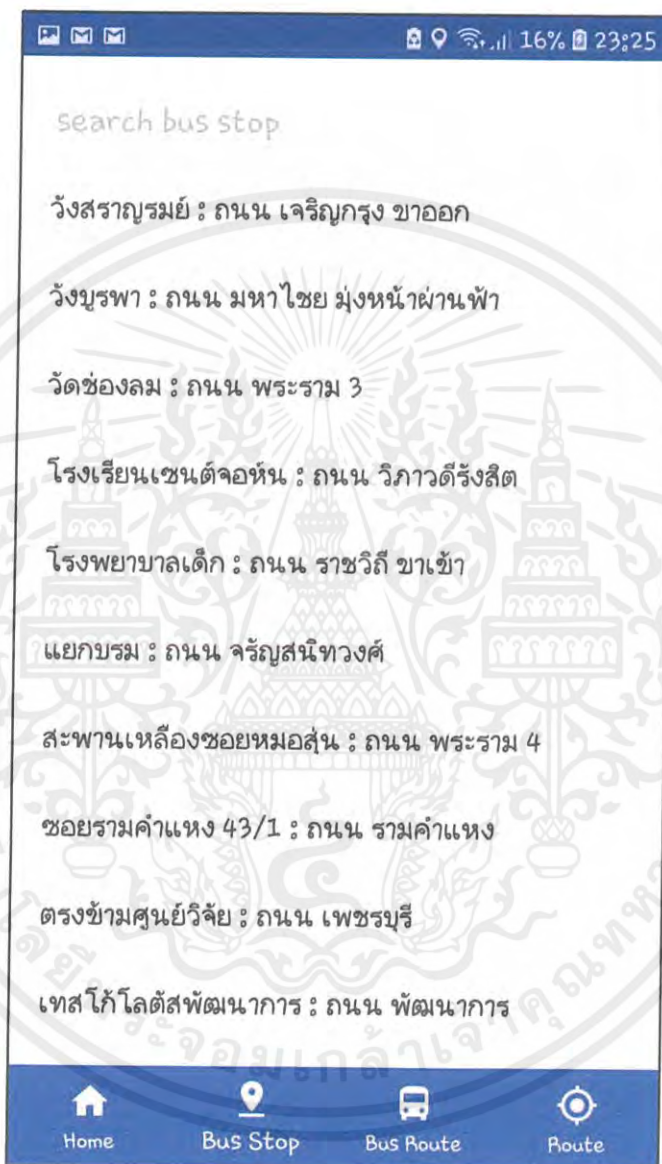 16% 23:25
search bus stop
วังสราญรมย์ : ถนน เจริญกรุง ขาออก
วังบูรพา : ถนน มหาไชย มุ่งหน้าผ่านฟ้า
วัดช่องลม : ถนน พระราม 3
โรงเรียนเซนต์จอห์น : ถนน วิภาวดีรังสิต
โรงพยาบาลเด็ก : ถนน ราชวิถี ขาเข้า
แยกบรม : ถนน จรัญสนิทวงศ์
สะพานเหลืองซอยหมอสุ่น : ถนน พระราม 4
ซอยรามคำแหง 43/1 : ถนน รามคำแหง
ตรงข้ามศูนย์วิจัย : ถนน เพชรบุรี
เทสโก้โลตัสพัฒนาการ : ถนน พัฒนาการ
Home Bus Stop Bus Route Route